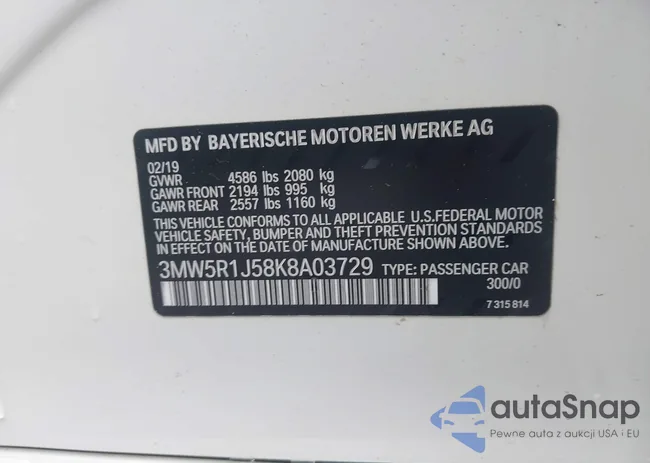 MFD BY BAYERISCHE MOTOREN WERKE AG
02/19
GVWR 4586 lbs 2080 kg
GAWR FRONT 2194 lbs 995 kg
GAWR REAR 2557 lbs 1160 kg
THIS VEHICLE CONFORMS TO ALL APPLICABLE U.S.FEDERAL MOTOR
VEHICLE SAFETY, BUMPER AND THEFT PREVENTION STANDARDS
IN EFFECT ON THE DATE OF MANUFACTURE SHOWN ABOVE.
3MW5R1J58K8A03729 TYPE: PASSENGER CAR
300/0
7 315 814
autaSnap
Pewne auta z aukcji USA i EU